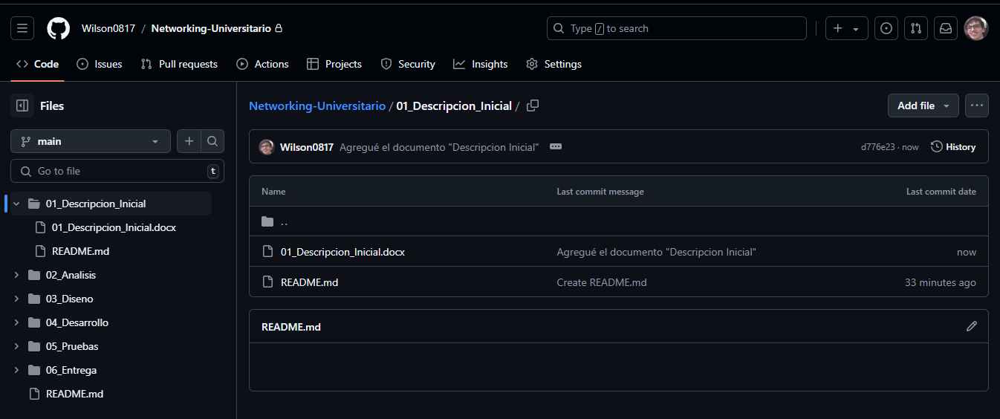 Wilson0817 / Networking-Universitario
Type / to search
Code
Issues
Pull requests
Actions
Projects
Security
Insights
Settings
Files
main
Go to file
t
01_Descripcion_Inicial
01_Descripcion_Inicial.docx
README.md
02_Analisis
03_Diseno
04_Desarrollo
05_Pruebas
06_Entrega
README.md
Networking-Universitario / 01_Descripcion_Inicial /
Add file
Wilson0817 Agregué el documento "Descripcion Inicial"
d776e23 · now
History
Name Last commit message Last commit date
..
01_Descripcion_Inicial.docx Agregué el documento "Descripcion Inicial" now
README.md Create README.md 33 minutes ago
README.md